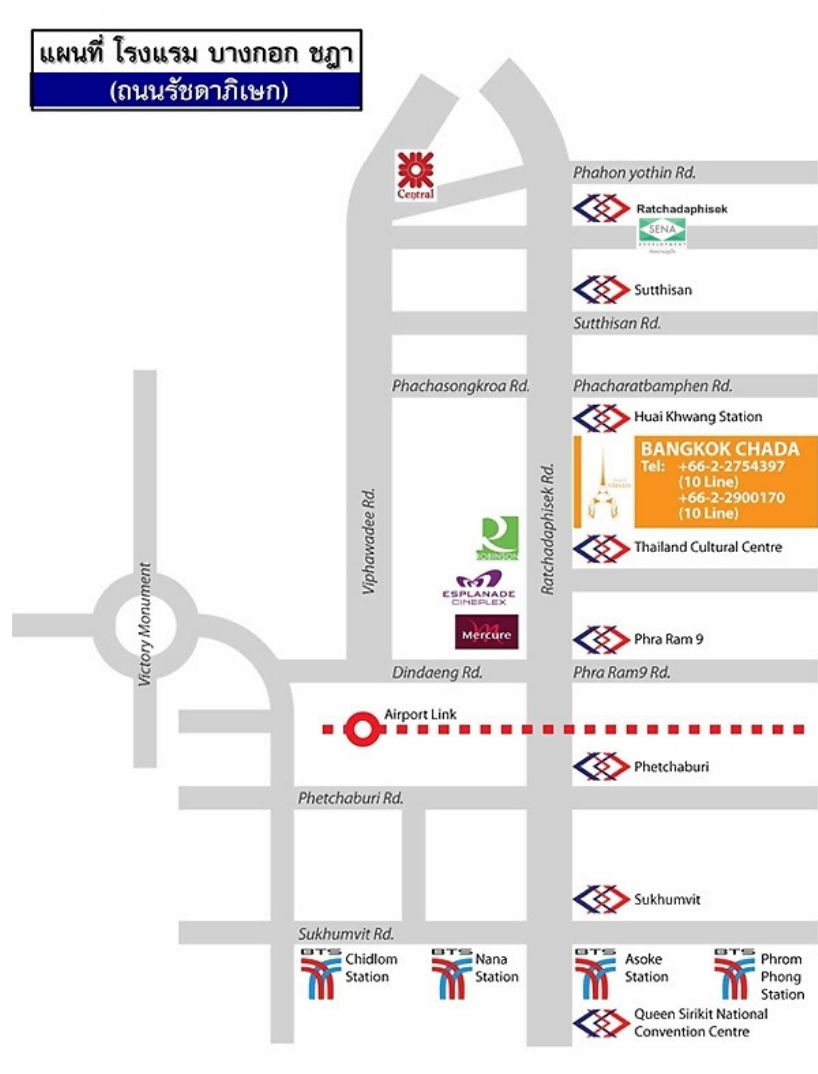 แผนที่ โรงแรม บางกอก ชฎา
(ถนนรัชดาภิเษก)
Central
Phahon yothin Rd.
Ratchadaphisek
SENA
DEVELOPMENT
Sutthisan
Sutthisan Rd.
Phachasongkroa Rd.
Phacharatbamphen Rd.
Huai Khwang Station
BANGKOK CHADA
Tel: +66-2-2754397
(10 Line)
+66-2-2900170
(10 Line)
Viphawadee Rd.
Ratchadaphisek Rd.
ROBINSON
Thailand Cultural Centre
ESPLANADE
CINEPLEX
Victory Monument
Mercure
Phra Ram 9
Dindaeng Rd.
Phra Ram9 Rd.
Airport Link
Phetchaburi
Phetchaburi Rd.
Sukhumvit
Sukhumvit Rd.
BTS
Chidlom
Station
BTS
Nana
Station
BTS
Asoke
Station
BTS
Phrom
Phong
Station
Queen Sirikit National
Convention Centre